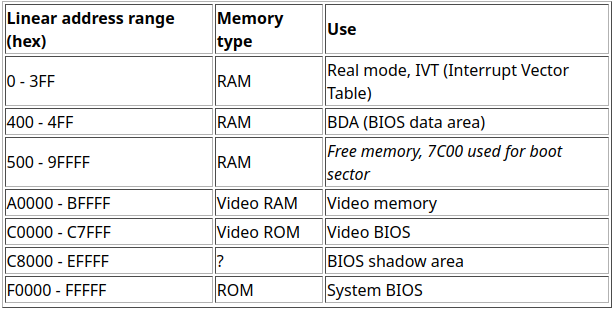 Linear address range (hex) Memory type Use
0 - 3FF RAM Real mode, IVT (Interrupt Vector Table)
400 - 4FF RAM BDA (BIOS data area)
500 - 9FFFF RAM Free memory, 7C00 used for boot sector
A0000 - BFFFF Video RAM Video memory
C0000 - C7FFF Video ROM Video BIOS
C8000 - EFFFF ? BIOS shadow area
F0000 - FFFFF ROM System BIOS